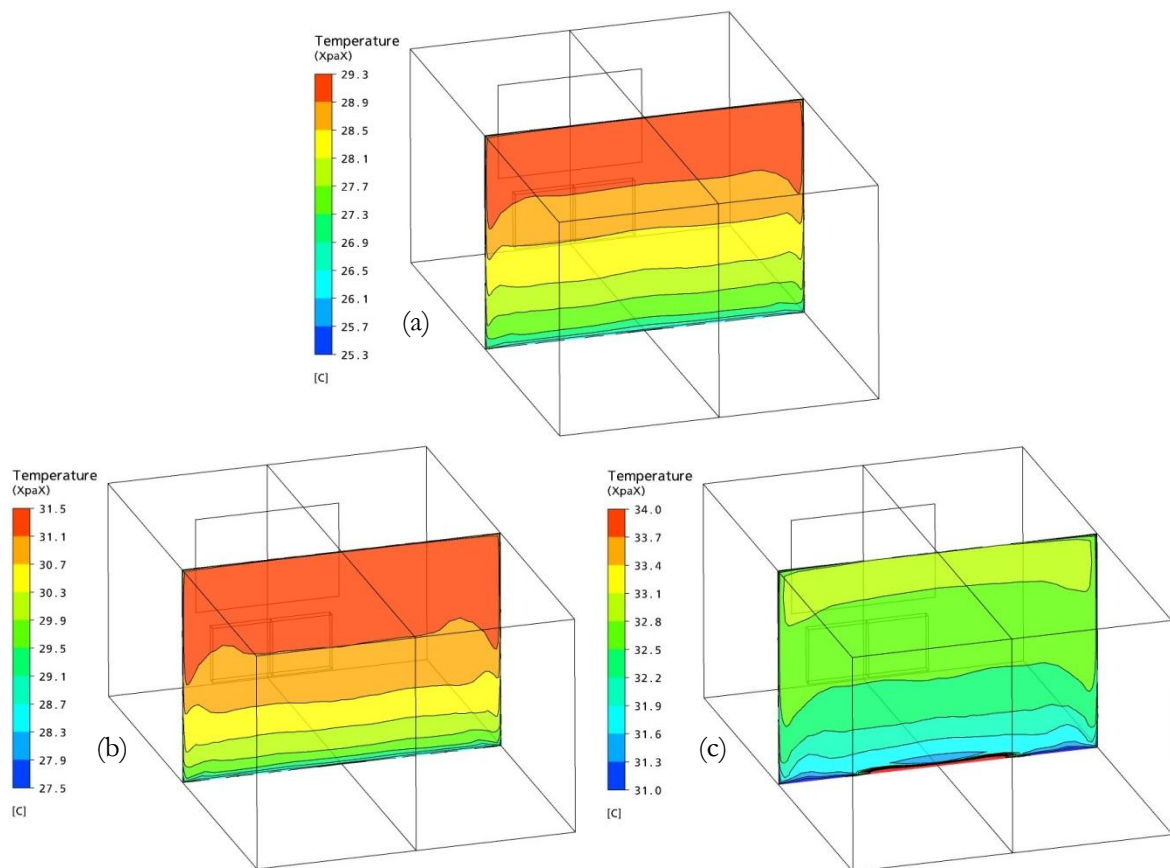 Temperature
(XpaX)
29.3
28.9
28.5
28.1
27.7
27.3
26.9
26.5
26.1
25.7
25.3
[C]
(a)
Temperature
(XpaX)
31.5
31.1
30.7
30.3
29.9
29.5
29.1
28.7
28.3
27.9
27.5
[C]
(b)
Temperature
(XpaX)
34.0
33.7
33.4
33.1
32.8
32.5
32.2
31.9
31.6
31.3
31.0
[C]
(c)